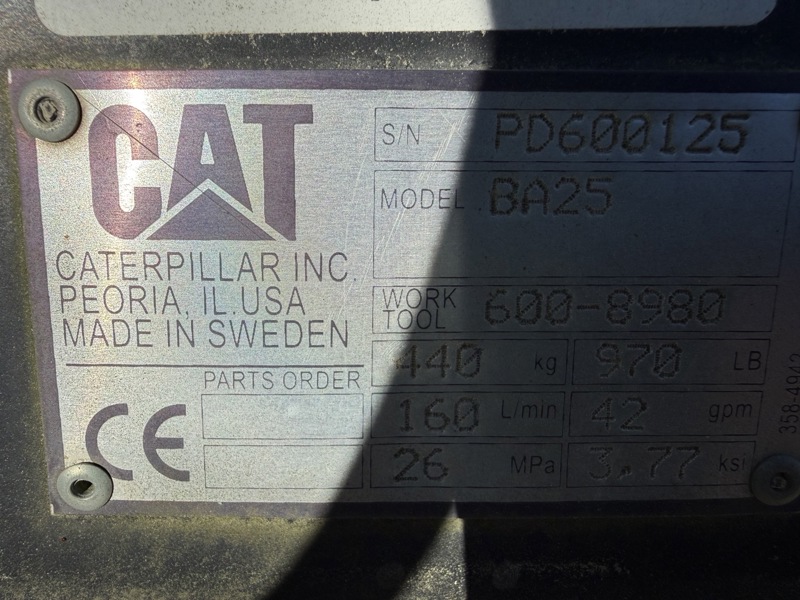 CAT
CATERPILLAR INC.
PEORIA, IL. USA
MADE IN SWEDEN
PARTS ORDER
CE
S/N PD600125
MODEL BA25
WORK TOOL 600-8980
440 kg 970 LB
160 L/min 42 gpm
26 MPa 3.77 ksi
358-4942